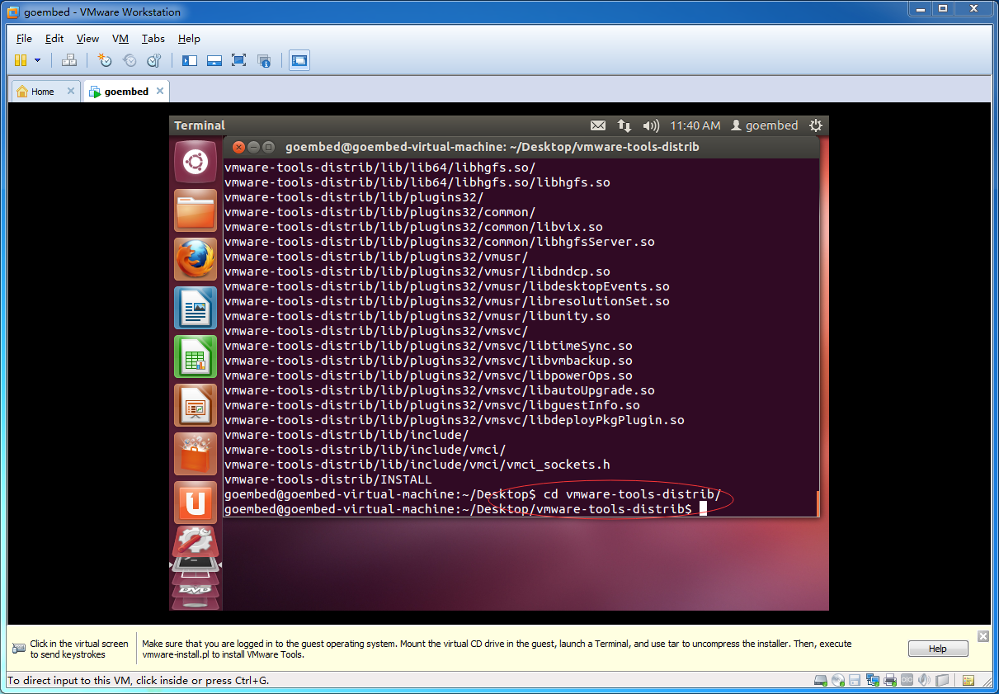 goembed - VMware Workstation
File Edit View VM Tabs Help
Home
goembed
Terminal
11:40 AM
goembed
goembed@goembed-virtual-machine: ~/Desktop/vmware-tools-distrib
vmware-tools-distrib/lib/lib64/libhgfs.so/
vmware-tools-distrib/lib/lib64/libhgfs.so/libhgfs.so
vmware-tools-distrib/lib/plugins32/
vmware-tools-distrib/lib/plugins32/common/
vmware-tools-distrib/lib/plugins32/common/libvix.so
vmware-tools-distrib/lib/plugins32/common/libhgfsServer.so
vmware-tools-distrib/lib/plugins32/vmusr/
vmware-tools-distrib/lib/plugins32/vmusr/libdndcp.so
vmware-tools-distrib/lib/plugins32/vmusr/libdesktopEvents.so
vmware-tools-distrib/lib/plugins32/vmusr/libresolutionSet.so
vmware-tools-distrib/lib/plugins32/vmusr/libunity.so
vmware-tools-distrib/lib/plugins32/vmsvc/
vmware-tools-distrib/lib/plugins32/vmsvc/libtimeSync.so
vmware-tools-distrib/lib/plugins32/vmsvc/libvmbackup.so
vmware-tools-distrib/lib/plugins32/vmsvc/libpowerOps.so
vmware-tools-distrib/lib/plugins32/vmsvc/libautoUpgrade.so
vmware-tools-distrib/lib/plugins32/vmsvc/libguestInfo.so
vmware-tools-distrib/lib/plugins32/vmsvc/libdeployPkgPlugin.so
vmware-tools-distrib/lib/include/
vmware-tools-distrib/lib/include/vmci/
vmware-tools-distrib/lib/include/vmci/vmci_sockets.h
vmware-tools-distrib/INSTALL
goembed@goembed-virtual-machine:~/Desktop$ cd vmware-tools-distrib/
goembed@goembed-virtual-machine:~/Desktop/vmware-tools-distrib$
DVD
Click in the virtual screen
to send keystrokes
Make sure that you are logged in to the guest operating system. Mount the virtual CD drive in the guest, launch a Terminal, and use tar to uncompress the installer. Then, execute
vmware-install.pl to install VMware Tools.
Help
To direct input to this VM, click inside or press Ctrl+G.